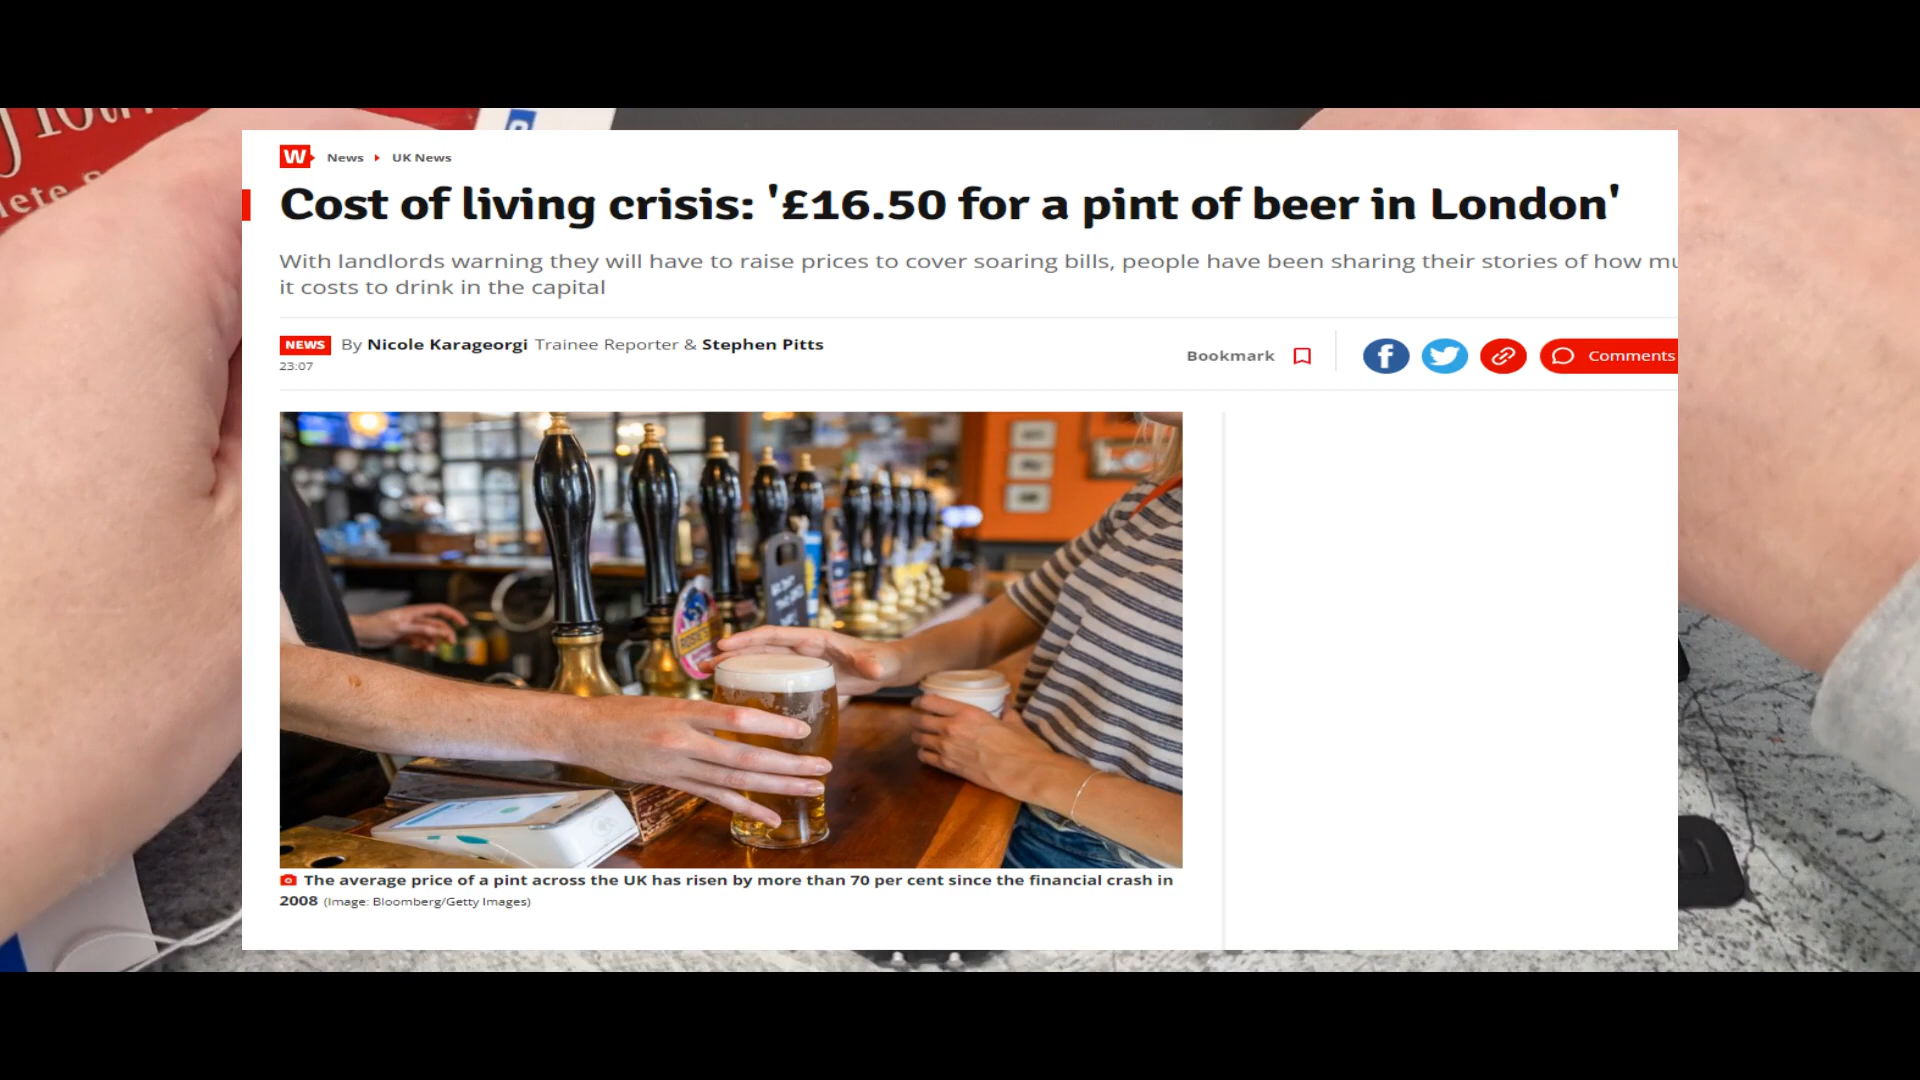 W News UK News
Cost of living crisis: '£16.50 for a pint of beer in London'
With landlords warning they will have to raise prices to cover soaring bills, people have been sharing their stories of how mu
it costs to drink in the capital
NEWS By Nicole Karageorgi Trainee Reporter & Stephen Pitts
23:07
Bookmark
Comments
The average price of a pint across the UK has risen by more than 70 per cent since the financial crash in
2008 (Image: Bloomberg/Getty Images)